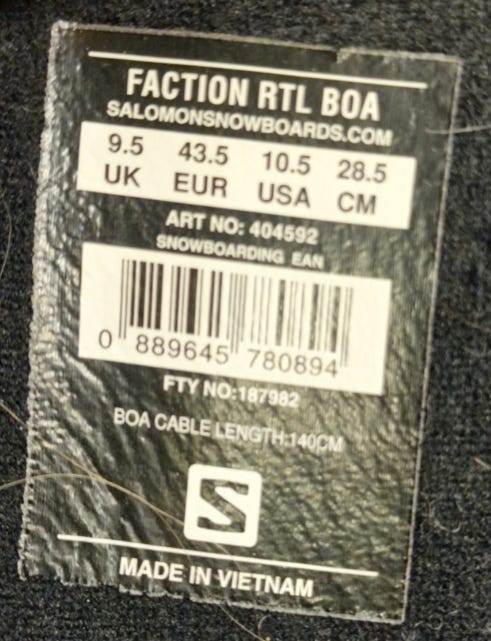 FACTION RTL BOA
SALOMONSNOWBOARDS.COM
9.5 43.5 10.5 28.5
UK EUR USA CM
ART NO: 404592
SNOWBOARDING EAN
0 889645 780894
FTY NO:187982
BOA CABLE LENGTH:140CM
S
MADE IN VIETNAM